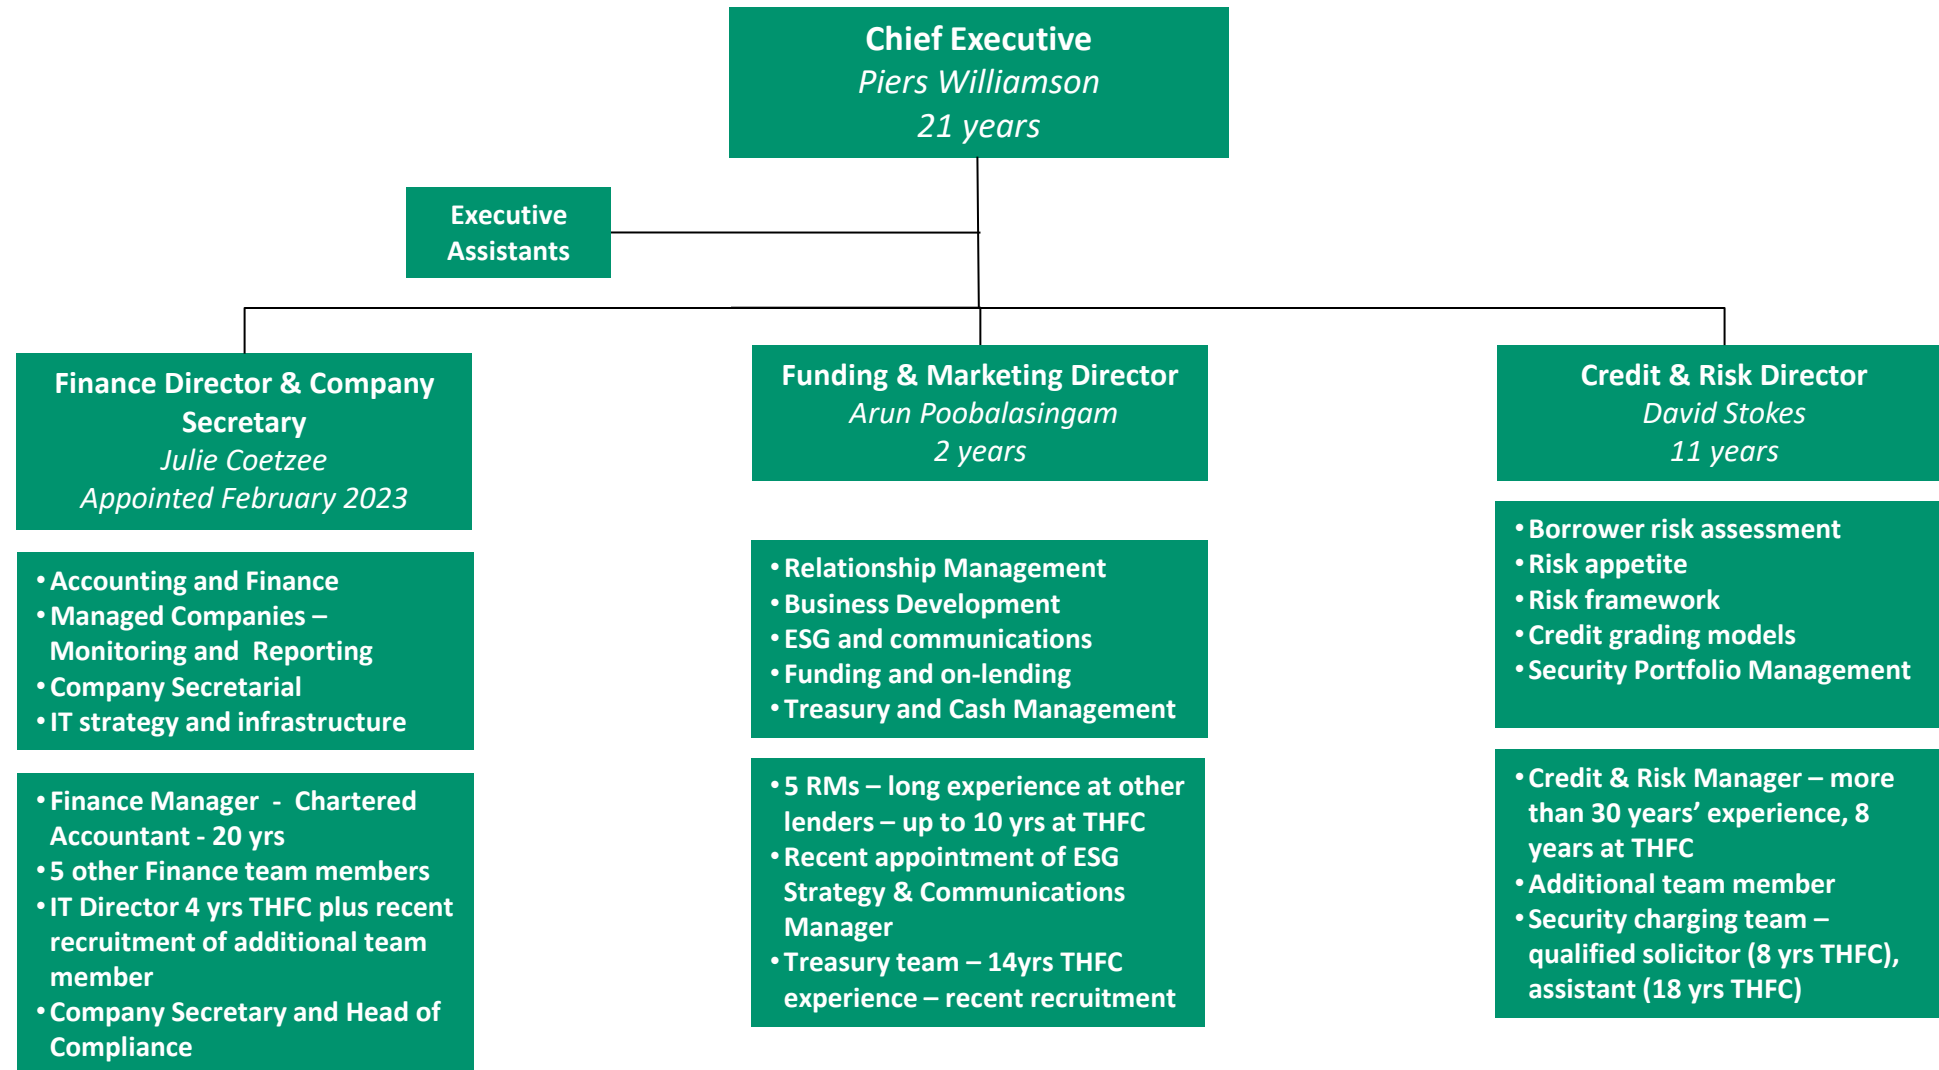 Chief Executive
Piers Williamson
21 years
Executive
Assistants
Finance Director & Company
Secretary
Julie Coetzee
Appointed February 2023
• Accounting and Finance
• Managed Companies –
Monitoring and  Reporting
• Company Secretarial
• IT strategy and infrastructure
• Finance Manager  -  Chartered
Accountant - 20 yrs
• 5 other Finance team members
• IT Director 4 yrs THFC plus recent
recruitment of additional team
member
• Company Secretary and Head of
Compliance
Funding & Marketing Director
Arun Poobalasingam
2 years
• Relationship Management
• Business Development
• ESG and communications
• Funding and on-lending
• Treasury and Cash Management
• 5 RMs – long experience at other
lenders – up to 10 yrs at THFC
• Recent appointment of ESG
Strategy & Communications
Manager
• Treasury team – 14yrs THFC
experience – recent recruitment
Credit & Risk Director
David Stokes
11 years
• Borrower risk assessment
• Risk appetite
• Risk framework
• Credit grading models
• Security Portfolio Management
• Credit & Risk Manager – more
than 30 years’ experience, 8
years at THFC
• Additional team member
• Security charging team –
qualified solicitor (8 yrs THFC),
assistant (18 yrs THFC)